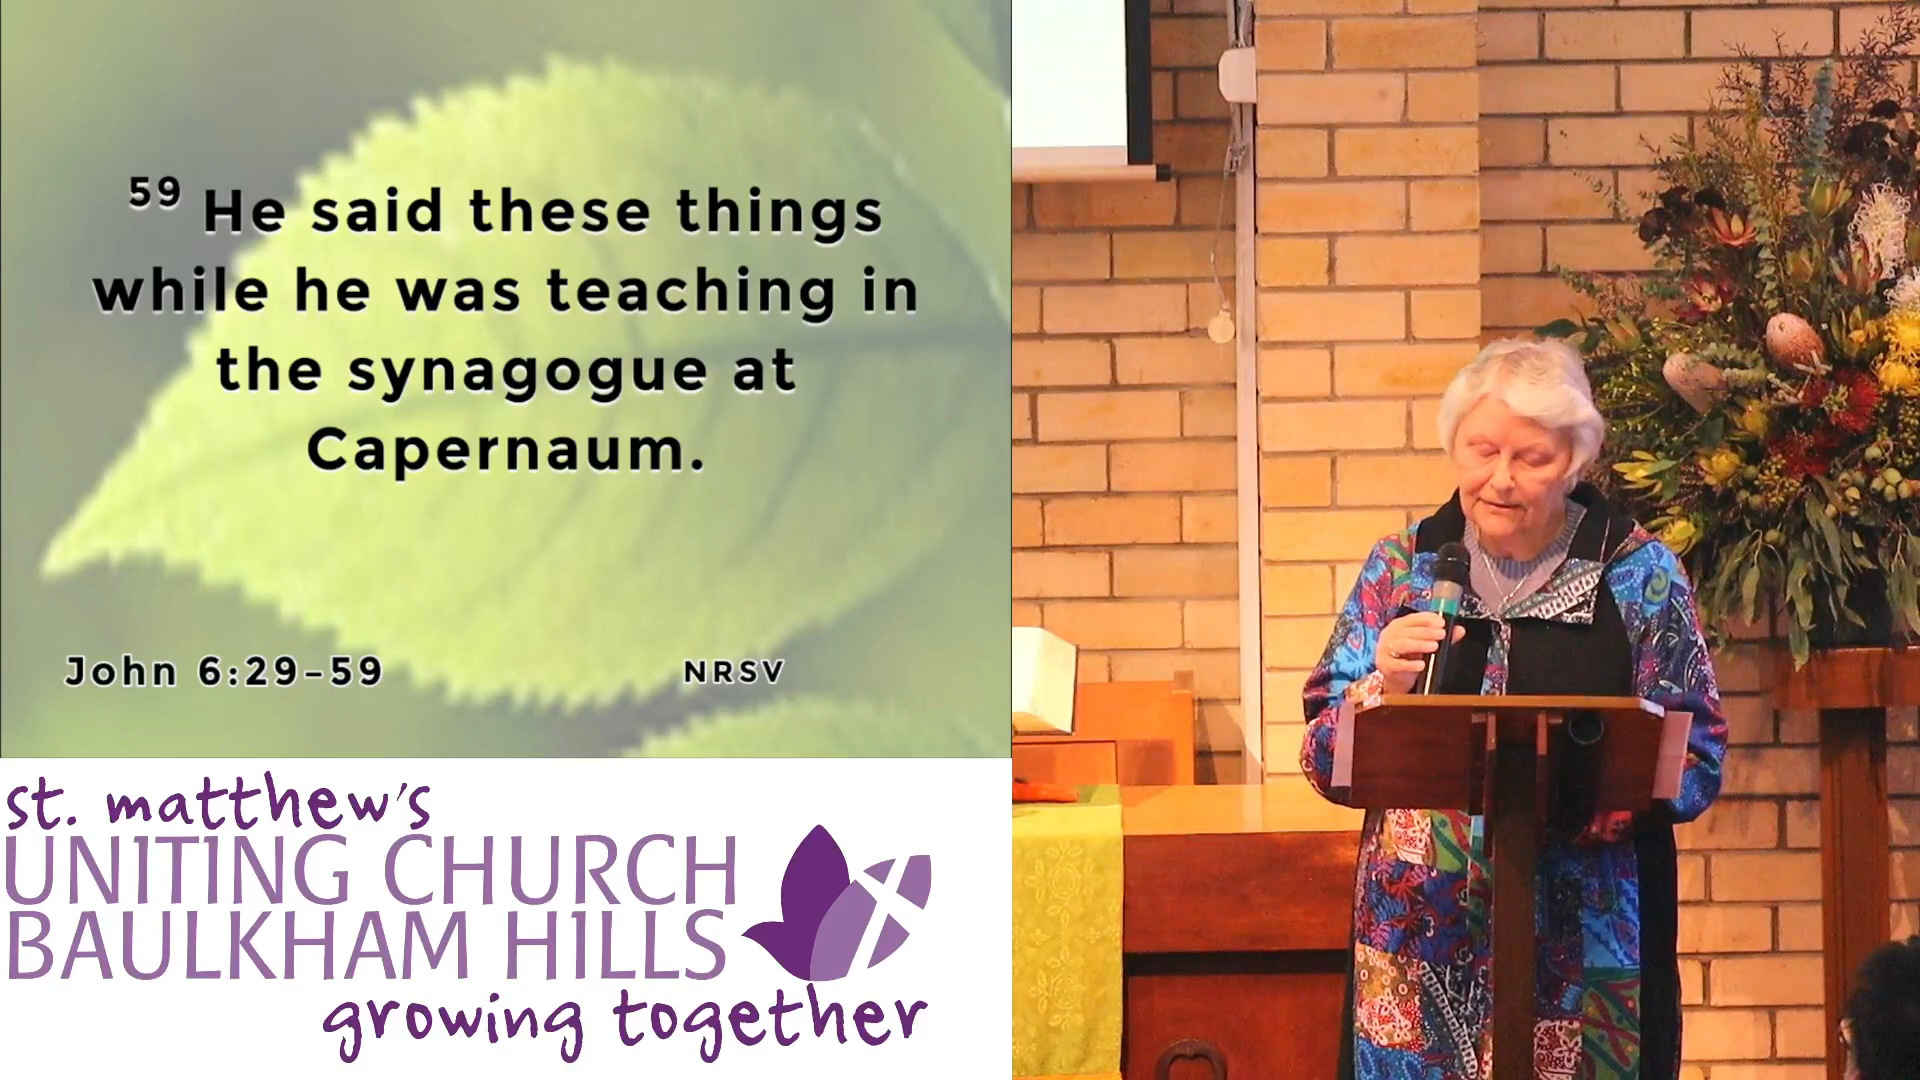 59 He said these things
while he was teaching in
the synagogue at
Capernaum.
John 6:29-59 NRSV
st. matthew's
UNITING CHURCH
BAULKHAM HILLS
growing together